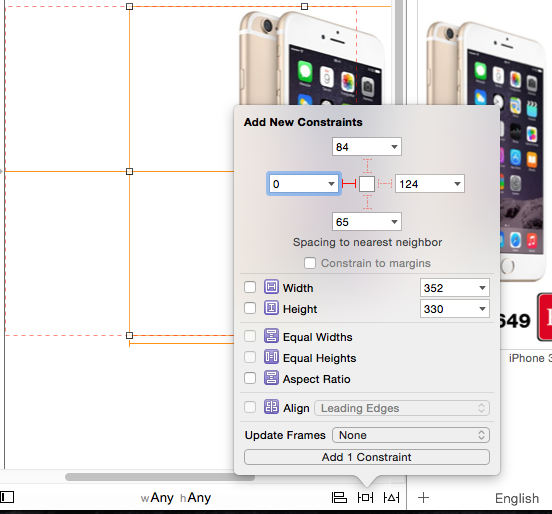 Add New Constraints
84
0
124
65
Spacing to nearest neighbor
Constrain to margins
Width 352
Height 330
Equal Widths
Equal Heights
Aspect Ratio
Align Leading Edges
Update Frames None
Add 1 Constraint
649
iPhone
wAny hAny
English